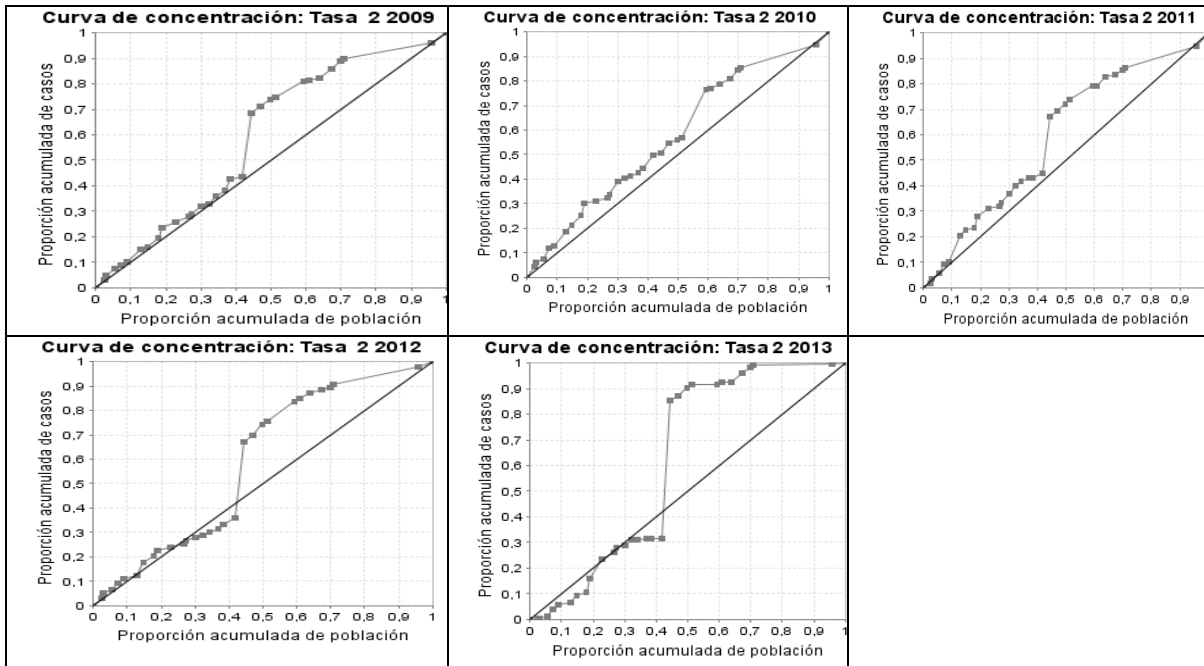 Curva de concentración: Tasa 2 2009
Proporción acumulada de casos
1
0,9
0,8
0,7
0,6
0,5
0,4
0,3
0,2
0,1
0
0 0,1 0,2 0,3 0,4 0,5 0,6 0,7 0,8 0,9 1
Proporción acumulada de población
Curva de concentración: Tasa 2 2010
Proporción acumulada de casos
1
0,9
0,8
0,7
0,6
0,5
0,4
0,3
0,2
0,1
0
0 0,1 0,2 0,3 0,4 0,5 0,6 0,7 0,8 0,9 1
Proporción acumulada de población
Curva de concentración: Tasa 2 2011
Proporción acumulada de casos
1
0,9
0,8
0,7
0,6
0,5
0,4
0,3
0,2
0,1
0
0 0,1 0,2 0,3 0,4 0,5 0,6 0,7 0,8 0,9
Proporción acumulada de población
Curva de concentración: Tasa 2 2012
Proporción acumulada de casos
1
0,9
0,8
0,7
0,6
0,5
0,4
0,3
0,2
0,1
0
0 0,1 0,2 0,3 0,4 0,5 0,6 0,7 0,8 0,9 1
Proporción acumulada de población
Curva de concentración: Tasa 2 2013
Proporción acumulada de casos
1
0,9
0,8
0,7
0,6
0,5
0,4
0,3
0,2
0,1
0
0 0,1 0,2 0,3 0,4 0,5 0,6 0,7 0,8 0,9 1
Proporción acumulada de población